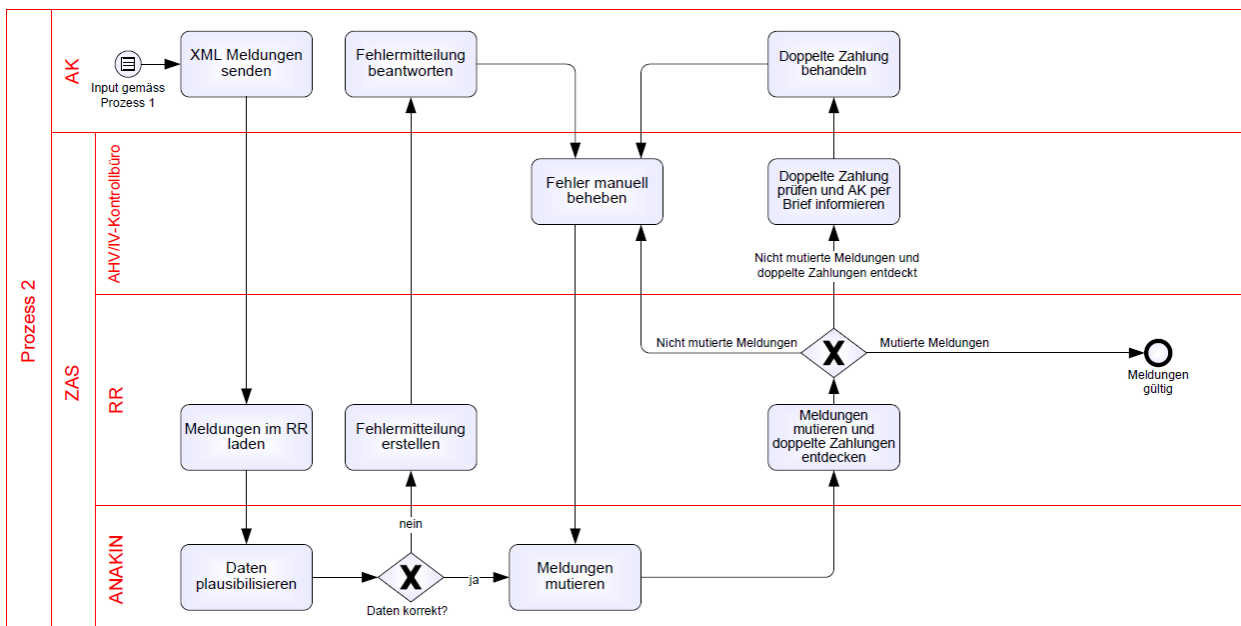 Prozess 2
AK
Input gemäss
Prozess 1
XML Meldungen
senden
Fehlermitteilung
beantworten
Doppelte Zahlung
behandeln
ZAS
AHV/IV-Kontrollbüro
Fehler manuell
beheben
Doppelte Zahlung
prüfen und AK per
Brief informieren
Nicht mutierte Meldungen und
doppelte Zahlungen entdeckt
RR
Nicht mutierte Meldungen
X
Mutierte Meldungen
Meldungen
gültig
Meldungen im RR
laden
Fehlermitteilung
erstellen
Meldungen
mutieren und
doppelte Zahlungen
entdecken
ANAKIN
nein
Daten
plausibilisieren
X
ja
Meldungen
mutieren
Daten korrekt?